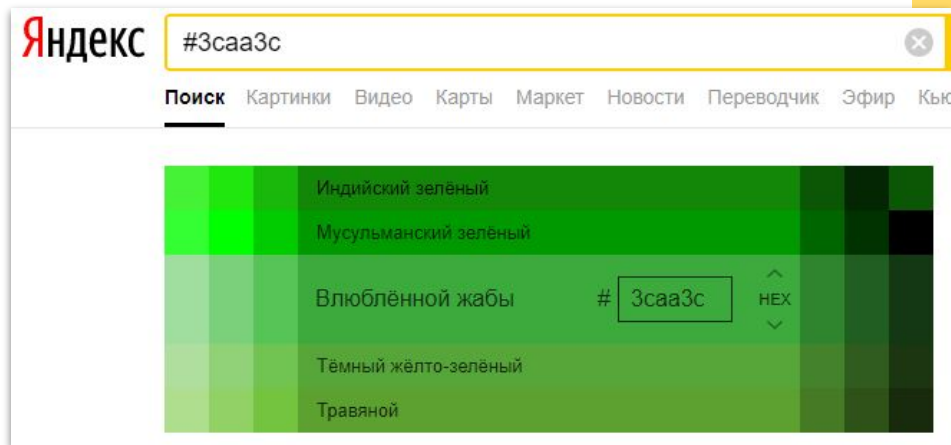 Яндекс #3caa3c
Поиск Картинки Видео Карты Маркет Новости Переводчик Эфир
Индийский зелёный
Мусульманский зелёный
Влюблённой жабы # 3caa3c HEX
Тёмный жёлто-зелёный
Травяной